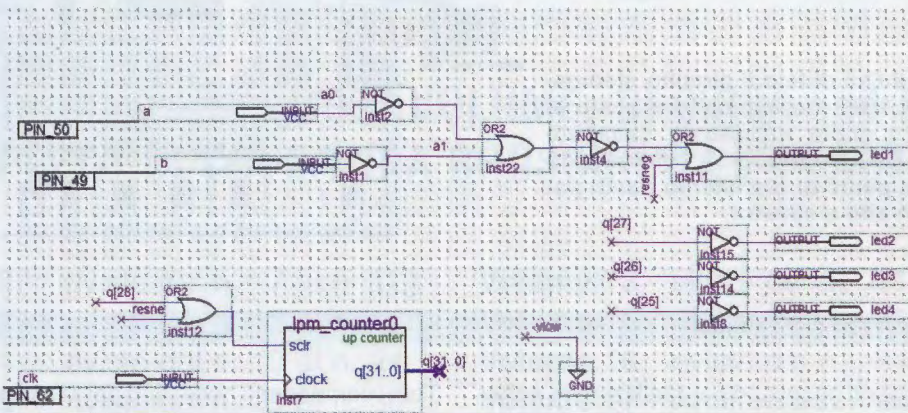 a0 NOT
a INPUT VCC inst2
PIN_50 OR2
b INPUT VCC NOT a1 NOT OR2
inst1 inst22 inst4 inst11 OUTPUT led1
PIN_49 resneg
q[27] NOT
inst15 OUTPUT led2
q[26] NOT
inst14 OUTPUT led3
q[25] NOT
inst8 OUTPUT led4
q[28] OR2
resne
inst12
lpm_counter0
up counter
sclr
clk INPUT VCC clock q[31..0] q[31..0]
PIN_62 inst7
GND